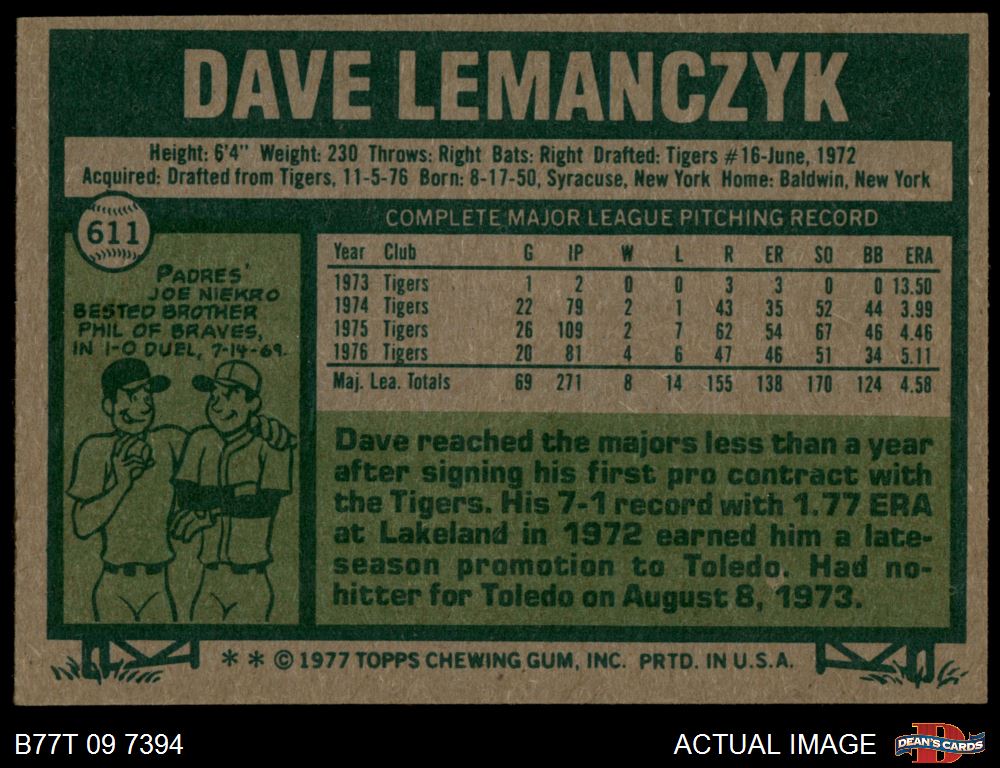 DAVE LEMANCZYK
Height: 6'4" Weight: 230 Throws: Right Bats: Right Drafted: Tigers #16-June, 1972
Acquired: Drafted from Tigers, 11-5-76 Born: 8-17-50, Syracuse, New York Home: Baldwin, New York
611
PADRES'
JOE NIEKRO
BESTED BROTHER
PHIL OF BRAVES,
IN 1-0 DUEL, 7-14-69.
COMPLETE MAJOR LEAGUE PITCHING RECORD
Year Club G IP W L R ER SO BB ERA
1973 Tigers 1 2 0 0 3 3 0 0 13.50
1974 Tigers 22 79 2 1 43 35 52 44 3.99
1975 Tigers 26 109 2 7 62 54 67 46 4.46
1976 Tigers 20 81 4 6 47 46 51 34 5.11
Maj. Lea. Totals 69 271 8 14 155 138 170 124 4.58
Dave reached the majors less than a year
after signing his first pro contract with
the Tigers. His 7-1 record with 1.77 ERA
at Lakeland in 1972 earned him a late-
season promotion to Toledo. Had no-
hitter for Toledo on August 8, 1973.
* * © 1977 TOPPS CHEWING GUM, INC. PRTD. IN U.S.A.
B77T 09 7394
ACTUAL IMAGE
D
DEAN'S CARDS